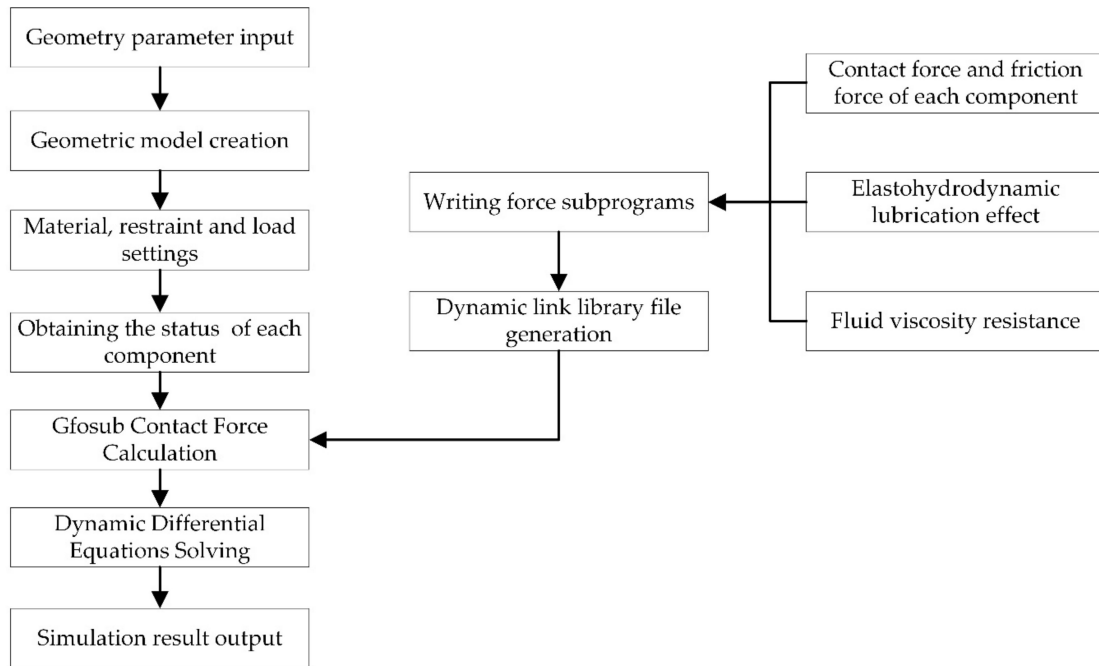 Geometry parameter input
Geometric model creation
Material, restraint and load
settings
Obtaining the status of each
component
Gfosub Contact Force
Calculation
Dynamic Differential
Equations Solving
Simulation result output
Writing force subprograms
Dynamic link library file
generation
Contact force and friction
force of each component
Elastohydrodynamic
lubrication effect
Fluid viscosity resistance